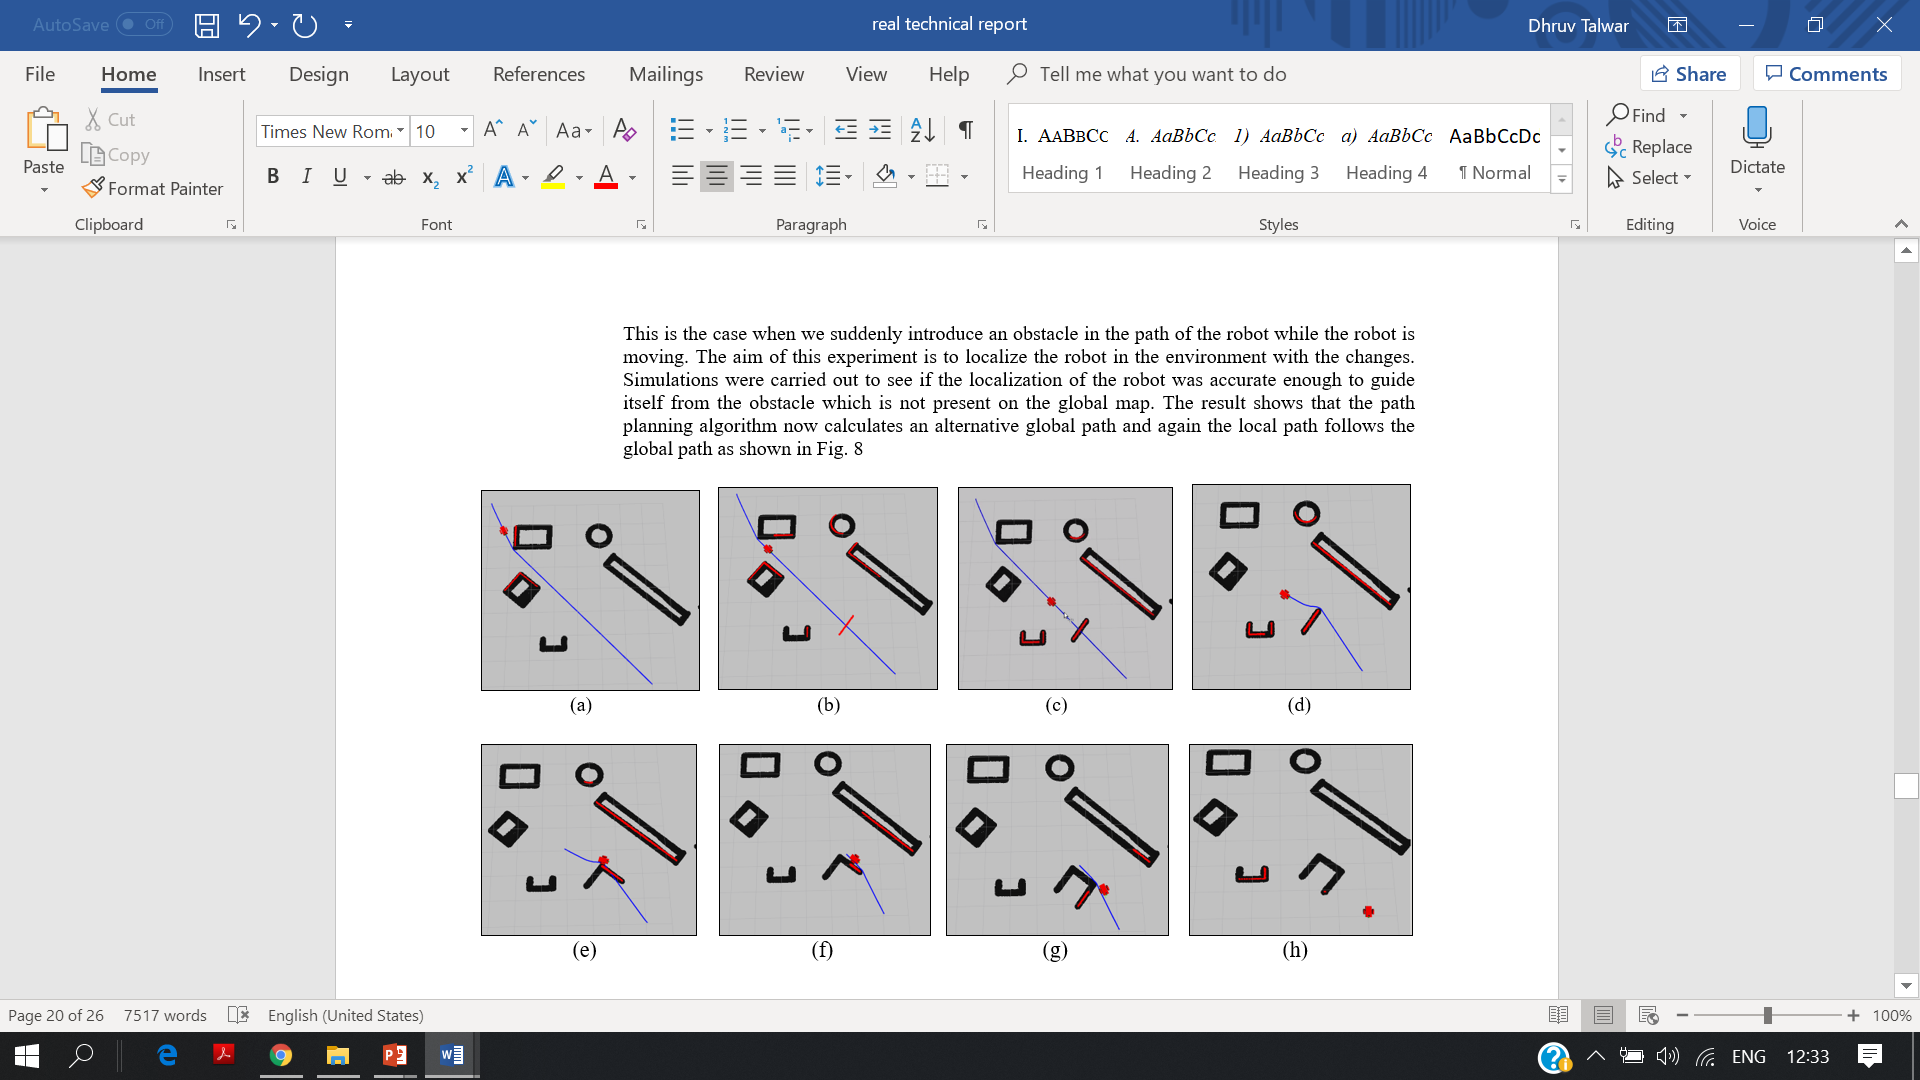 AutoSave Off
real technical report
Dhruv Talwar
File Home Insert Design Layout References Mailings Review View Help Tell me what you want to do
Share Comments
Paste
Cut
Copy
Format Painter
Clipboard
Times New Rom 10
Font
Paragraph
I. AABBCC A. AaBbCc 1) AaBbCc a) AaBbCc AaBbCcDc
Heading 1 Heading 2 Heading 3 Heading 4 ¶ Normal
Styles
Find
Replace
Select
Editing
Dictate
Voice
This is the case when we suddenly introduce an obstacle in the path of the robot while the robot is
moving. The aim of this experiment is to localize the robot in the environment with the changes.
Simulations were carried out to see if the localization of the robot was accurate enough to guide
itself from the obstacle which is not present on the global map. The result shows that the path
planning algorithm now calculates an alternative global path and again the local path follows the
global path as shown in Fig. 8
(a) (b) (c) (d)
(e) (f) (g) (h)
Page 20 of 26 7517 words English (United States) 100%
ENG 12:33